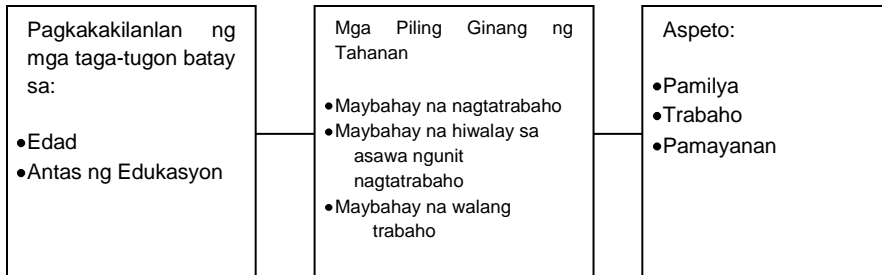 Pagkakakilanlan ng
mga taga-tugon batay
sa:
•Edad
•Antas ng Edukasyon
Mga Piling Ginang ng
Tahanan
•Maybahay na nagtatrabaho
•Maybahay na hiwalay sa
asawa ngunit
nagtatrabaho
•Maybahay na walang
trabaho
Aspeto:
•Pamilya
•Trabaho
•Pamayanan